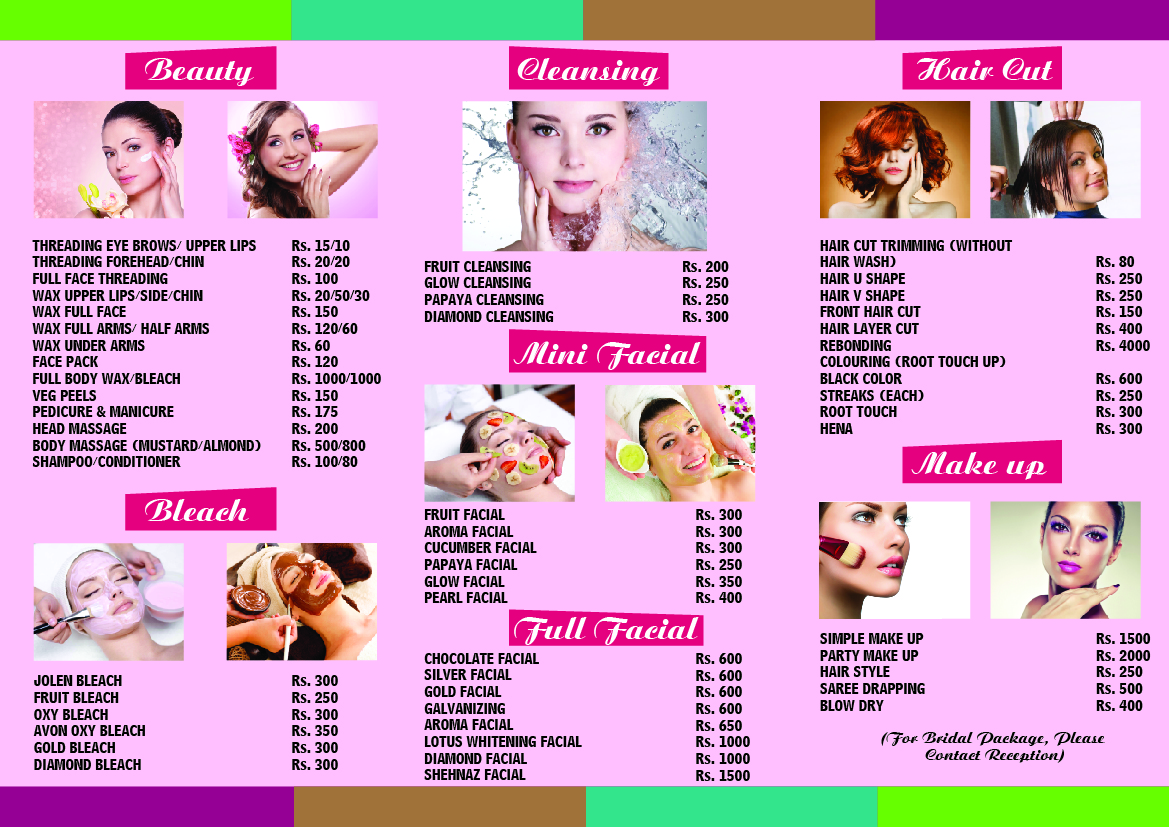 Beauty
THREADING EYE BROWS/ UPPER LIPS Rs. 15/10
THREADING FOREHEAD/CHIN Rs. 20/20
FULL FACE THREADING Rs. 100
WAX UPPER LIPS/SIDE/CHIN Rs. 20/50/30
WAX FULL FACE Rs. 150
WAX FULL ARMS/ HALF ARMS Rs. 120/60
WAX UNDER ARMS Rs. 60
FACE PACK Rs. 120
FULL BODY WAX/BLEACH Rs. 1000/1000
VEG PEELS Rs. 150
PEDICURE & MANICURE Rs. 175
HEAD MASSAGE Rs. 200
BODY MASSAGE (MUSTARD/ALMOND) Rs. 500/800
SHAMPOO/CONDITIONER Rs. 100/80
Bleach
JOLEN BLEACH Rs. 300
FRUIT BLEACH Rs. 250
OXY BLEACH Rs. 300
AVON OXY BLEACH Rs. 350
GOLD BLEACH Rs. 300
DIAMOND BLEACH Rs. 300
Cleansing
FRUIT CLEANSING Rs. 200
GLOW CLEANSING Rs. 250
PAPAYA CLEANSING Rs. 250
DIAMOND CLEANSING Rs. 300
Mini Facial
FRUIT FACIAL Rs. 300
AROMA FACIAL Rs. 300
CUCUMBER FACIAL Rs. 300
PAPAYA FACIAL Rs. 250
GLOW FACIAL Rs. 350
PEARL FACIAL Rs. 400
Full Facial
CHOCOLATE FACIAL Rs. 600
SILVER FACIAL Rs. 600
GOLD FACIAL Rs. 600
GALVANIZING Rs. 600
AROMA FACIAL Rs. 650
LOTUS WHITENING FACIAL Rs. 1000
DIAMOND FACIAL Rs. 1000
SHEHNAZ FACIAL Rs. 1500
Hair Cut
HAIR CUT TRIMMING (WITHOUT
HAIR WASH) Rs. 80
HAIR U SHAPE Rs. 250
HAIR V SHAPE Rs. 250
FRONT HAIR CUT Rs. 150
HAIR LAYER CUT Rs. 400
REBONDING Rs. 4000
COLOURING (ROOT TOUCH UP)
BLACK COLOR Rs. 600
STREAKS (EACH) Rs. 250
ROOT TOUCH Rs. 300
HENA Rs. 300
Make up
SIMPLE MAKE UP Rs. 1500
PARTY MAKE UP Rs. 2000
HAIR STYLE Rs. 250
SAREE DRAPPING Rs. 500
BLOW DRY Rs. 400
(For Bridal Package, Please
Contact Reception)